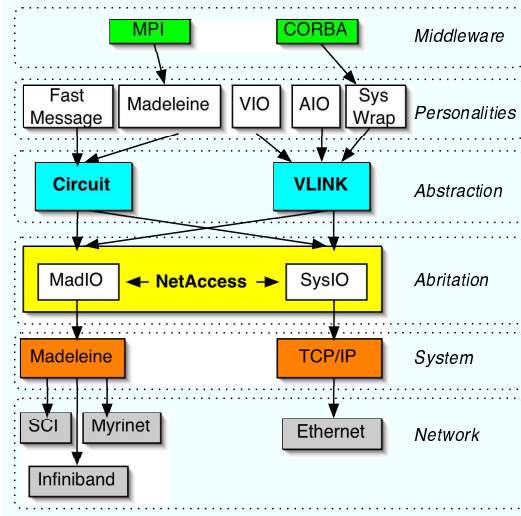 MPI
CORBA
Middleware
Fast
Message
Madeleine
VIO
AIO
Sys
Wrap
Personalities
Circuit
VLINK
Abstraction
MadIO
NetAccess
SysIO
Abritation
Madeleine
TCP/IP
System
SCI
Myrinet
Ethernet
Network
Infiniband